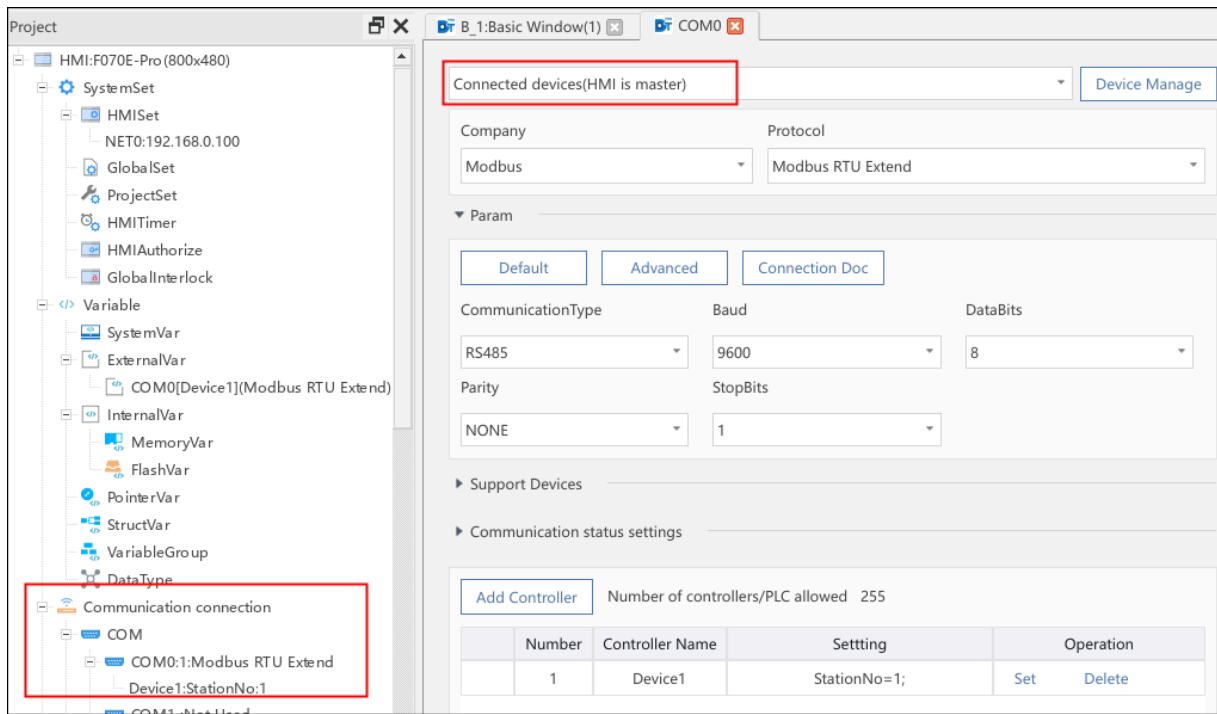 Project
B_1:Basic Window(1)
COM0
HMI:F070E-Pro(800x480)
SystemSet
HMISet
NET0:192.168.0.100
GlobalSet
ProjectSet
HMITimer
HMIAuthorize
GlobalInterlock
Variable
SystemVar
ExternalVar
COM0[Device1](Modbus RTU Extend)
InternalVar
MemoryVar
FlashVar
PointerVar
StructVar
VariableGroup
DataType
Communication connection
COM
COM0:1:Modbus RTU Extend
Device1:StationNo:1
COM1 :Not Used
Connected devices(HMI is master)
Device Manage
Company Protocol
Modbus Modbus RTU Extend
Param
Default Advanced Connection Doc
CommunicationType Baud DataBits
RS485 9600 8
Parity StopBits
NONE 1
Support Devices
Communication status settings
Add Controller Number of controllers/PLC allowed 255
Number Controller Name Settting Operation
1 Device1 StationNo=1; Set Delete